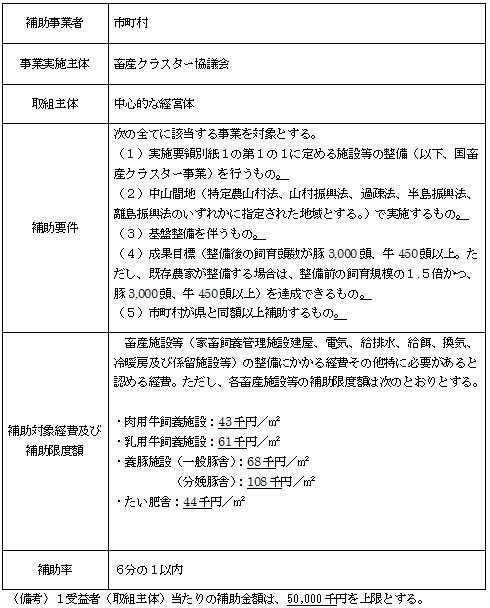 補助事業者
市町村
事業実施主体
畜産クラスター協議会
取組主体
中心的な経営体
補助要件
次の全てに該当する事業を対象とする。
（１）実施要領別紙１の第１の１に定める施設等の整備（以下、国畜
産クラスター事業）を行うもの。
（２）中山間地（特定農山村法、山村振興法、過疎法、半島振興法、
離島振興法のいずれかに指定された地域とする。）で実施するもの。
（３）基盤整備を伴うもの。
（４）成果目標（整備後の飼育頭数が豚3,000頭、牛450頭以上。た
だし、既存農家が整備する場合は、整備前の飼育規模の１.５倍かつ、
豚3,000頭、牛450頭以上）を達成できるもの。
（５）市町村が県と同額以上補助するもの。
補助対象経費及び
補助限度額
畜産施設等（家畜飼養管理施設建屋、電気、給排水、給餌、換気、
冷暖房及び係留施設等）の整備にかかる経費その他特に必要があると
認める経費。ただし、各畜産施設等の補助限度額は次のとおりとする。
・肉用牛飼養施設：43千円／㎡
・乳用牛飼養施設：61千円／㎡
・養豚施設（一般豚舎）：68千円／㎡
（分娩豚舎）：108千円／㎡
・たい肥舎：44千円／㎡
補助率
６分の１以内
（備考）１受益者（取組主体）当たりの補助金額は、50,000千円を上限とする。